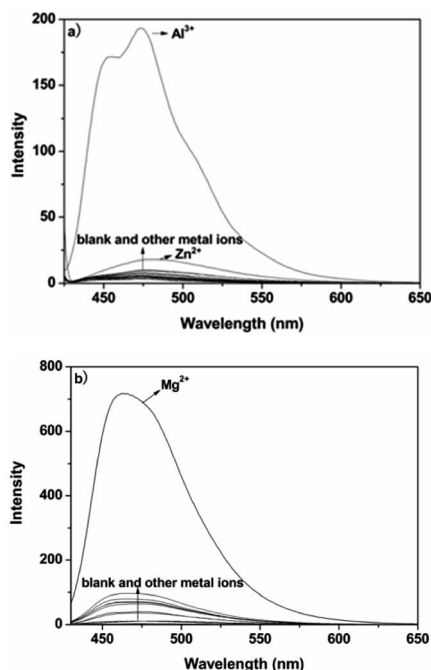 a)
Al³⁺
200
150
100
50
0
Intensity
blank and other metal ions
Zn²⁺
450 500 550 600 650
Wavelength (nm)
b)
Mg²⁺
800
600
400
200
0
Intensity
blank and other metal ions
450 500 550 600 650
Wavelength (nm)